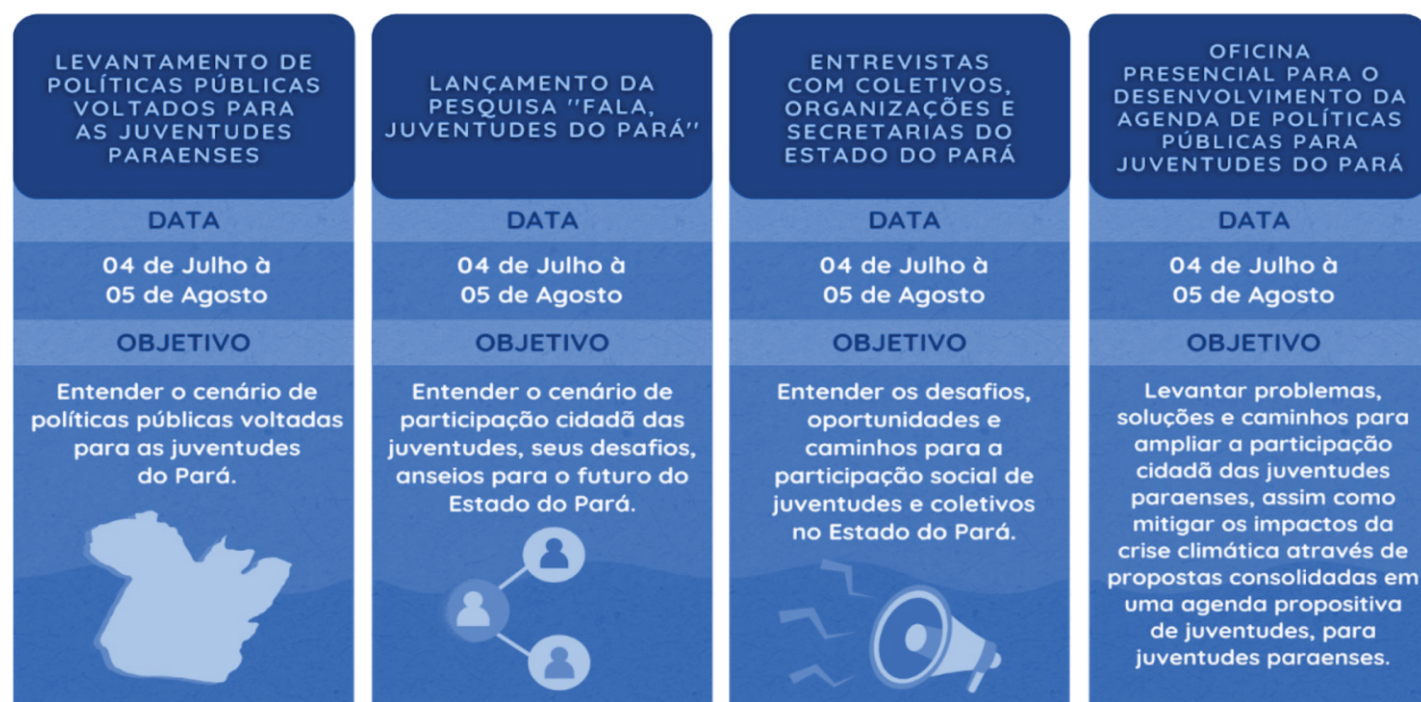 LEVANTAMENTO DE
POLÍTICAS PÚBLICAS
VOLTADOS PARA
AS JUVENTUDES
PARAENSES
DATA
04 de Julho à
05 de Agosto
OBJETIVO
Entender o cenário de
políticas públicas voltadas
para as juventudes
do Pará.
LANÇAMENTO DA
PESQUISA "FALA,
JUVENTUDES DO PARÁ"
DATA
04 de Julho à
05 de Agosto
OBJETIVO
Entender o cenário de
participação cidadã das
juventudes, seus desafios,
anseios para o futuro do
Estado do Pará.
ENTREVISTAS
COM COLETIVOS,
ORGANIZAÇÕES E
SECRETARIAS DO
ESTADO DO PARÁ
DATA
04 de Julho à
05 de Agosto
OBJETIVO
Entender os desafios,
oportunidades e
caminhos para a
participação social de
juventudes e coletivos
no Estado do Pará.
OFICINA
PRESENCIAL PARA O
DESENVOLVIMENTO DA
AGENDA DE POLÍTICAS
PÚBLICAS PARA
JUVENTUDES DO PARÁ
DATA
04 de Julho à
05 de Agosto
OBJETIVO
Levantar problemas,
soluções e caminhos para
ampliar a participação
cidadã das juventudes
paraenses, assim como
mitigar os impactos da
crise climática através de
propostas consolidadas em
uma agenda propositiva
de juventudes, para
juventudes paraenses.